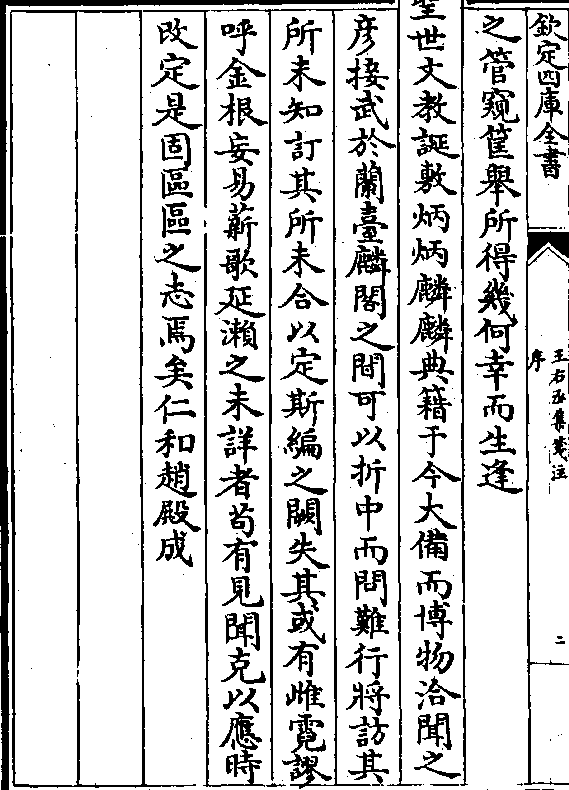 欽定四庫全書
王右丞集箋注
序
二
之管窺筐舉所得幾何幸而生逢
聖世文教誕敷炳炳麟麟典籍于今大備而博物洽聞之
彦接武於蘭臺麟閣之間可以折中而問難行將訪其
所未知訂其所未合以定斯編之闕失其或有雌霓謬
呼金根妄易薪歌延瀨之未詳者苟有見聞克以應時
改定是固區區之志焉矣仁和趙殿成